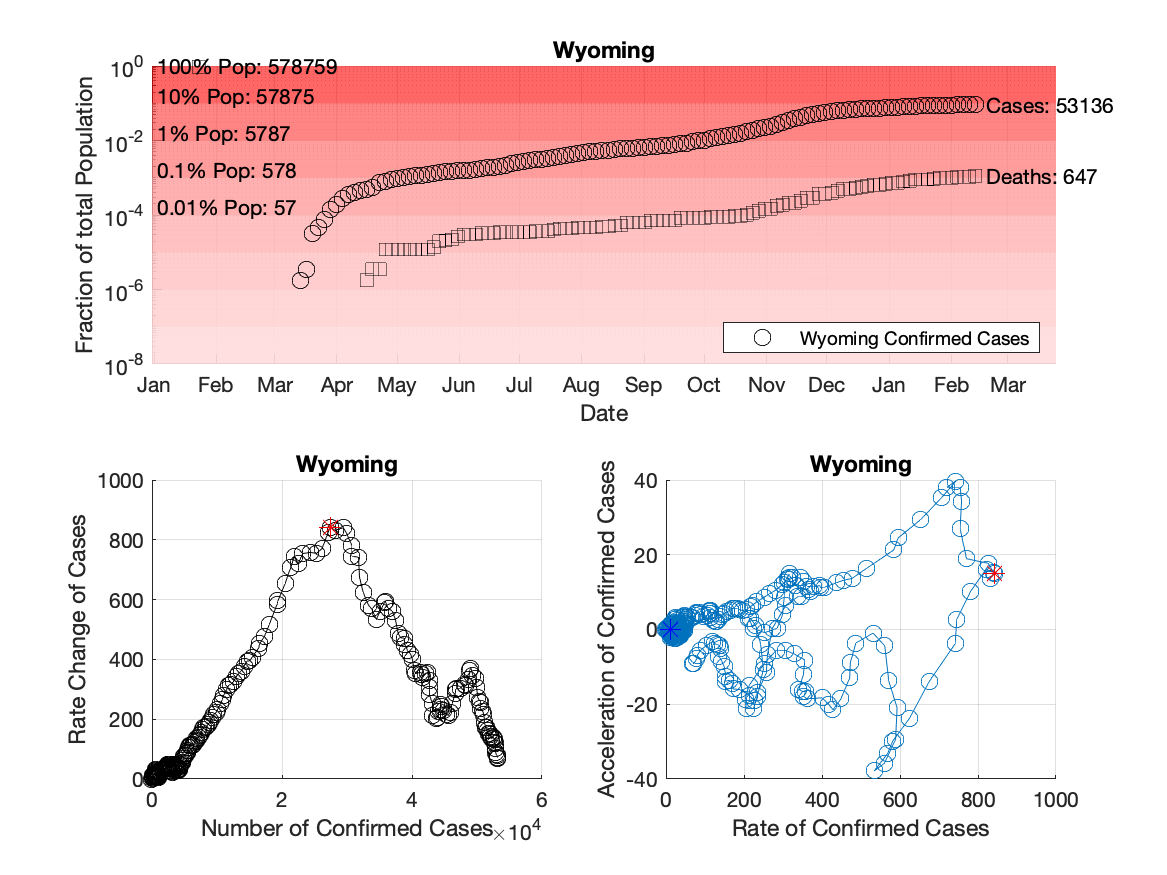 Wyoming
Fraction of total Population
10^0
10^-2
10^-4
10^-6
10^-8
100% Pop: 578759
10% Pop: 57875
1% Pop: 5787
0.1% Pop: 578
0.01% Pop: 57
Cases: 53136
Deaths: 647
Wyoming Confirmed Cases
Jan Feb Mar Apr May Jun Jul Aug Sep Oct Nov Dec Jan Feb Mar
Date
Wyoming
Rate Change of Cases
1000
800
600
400
200
0
0 2 4 6
Number of Confirmed Cases ×10^4
Wyoming
Acceleration of Confirmed Cases
40
20
0
-20
-40
0 200 400 600 800 1000
Rate of Confirmed Cases